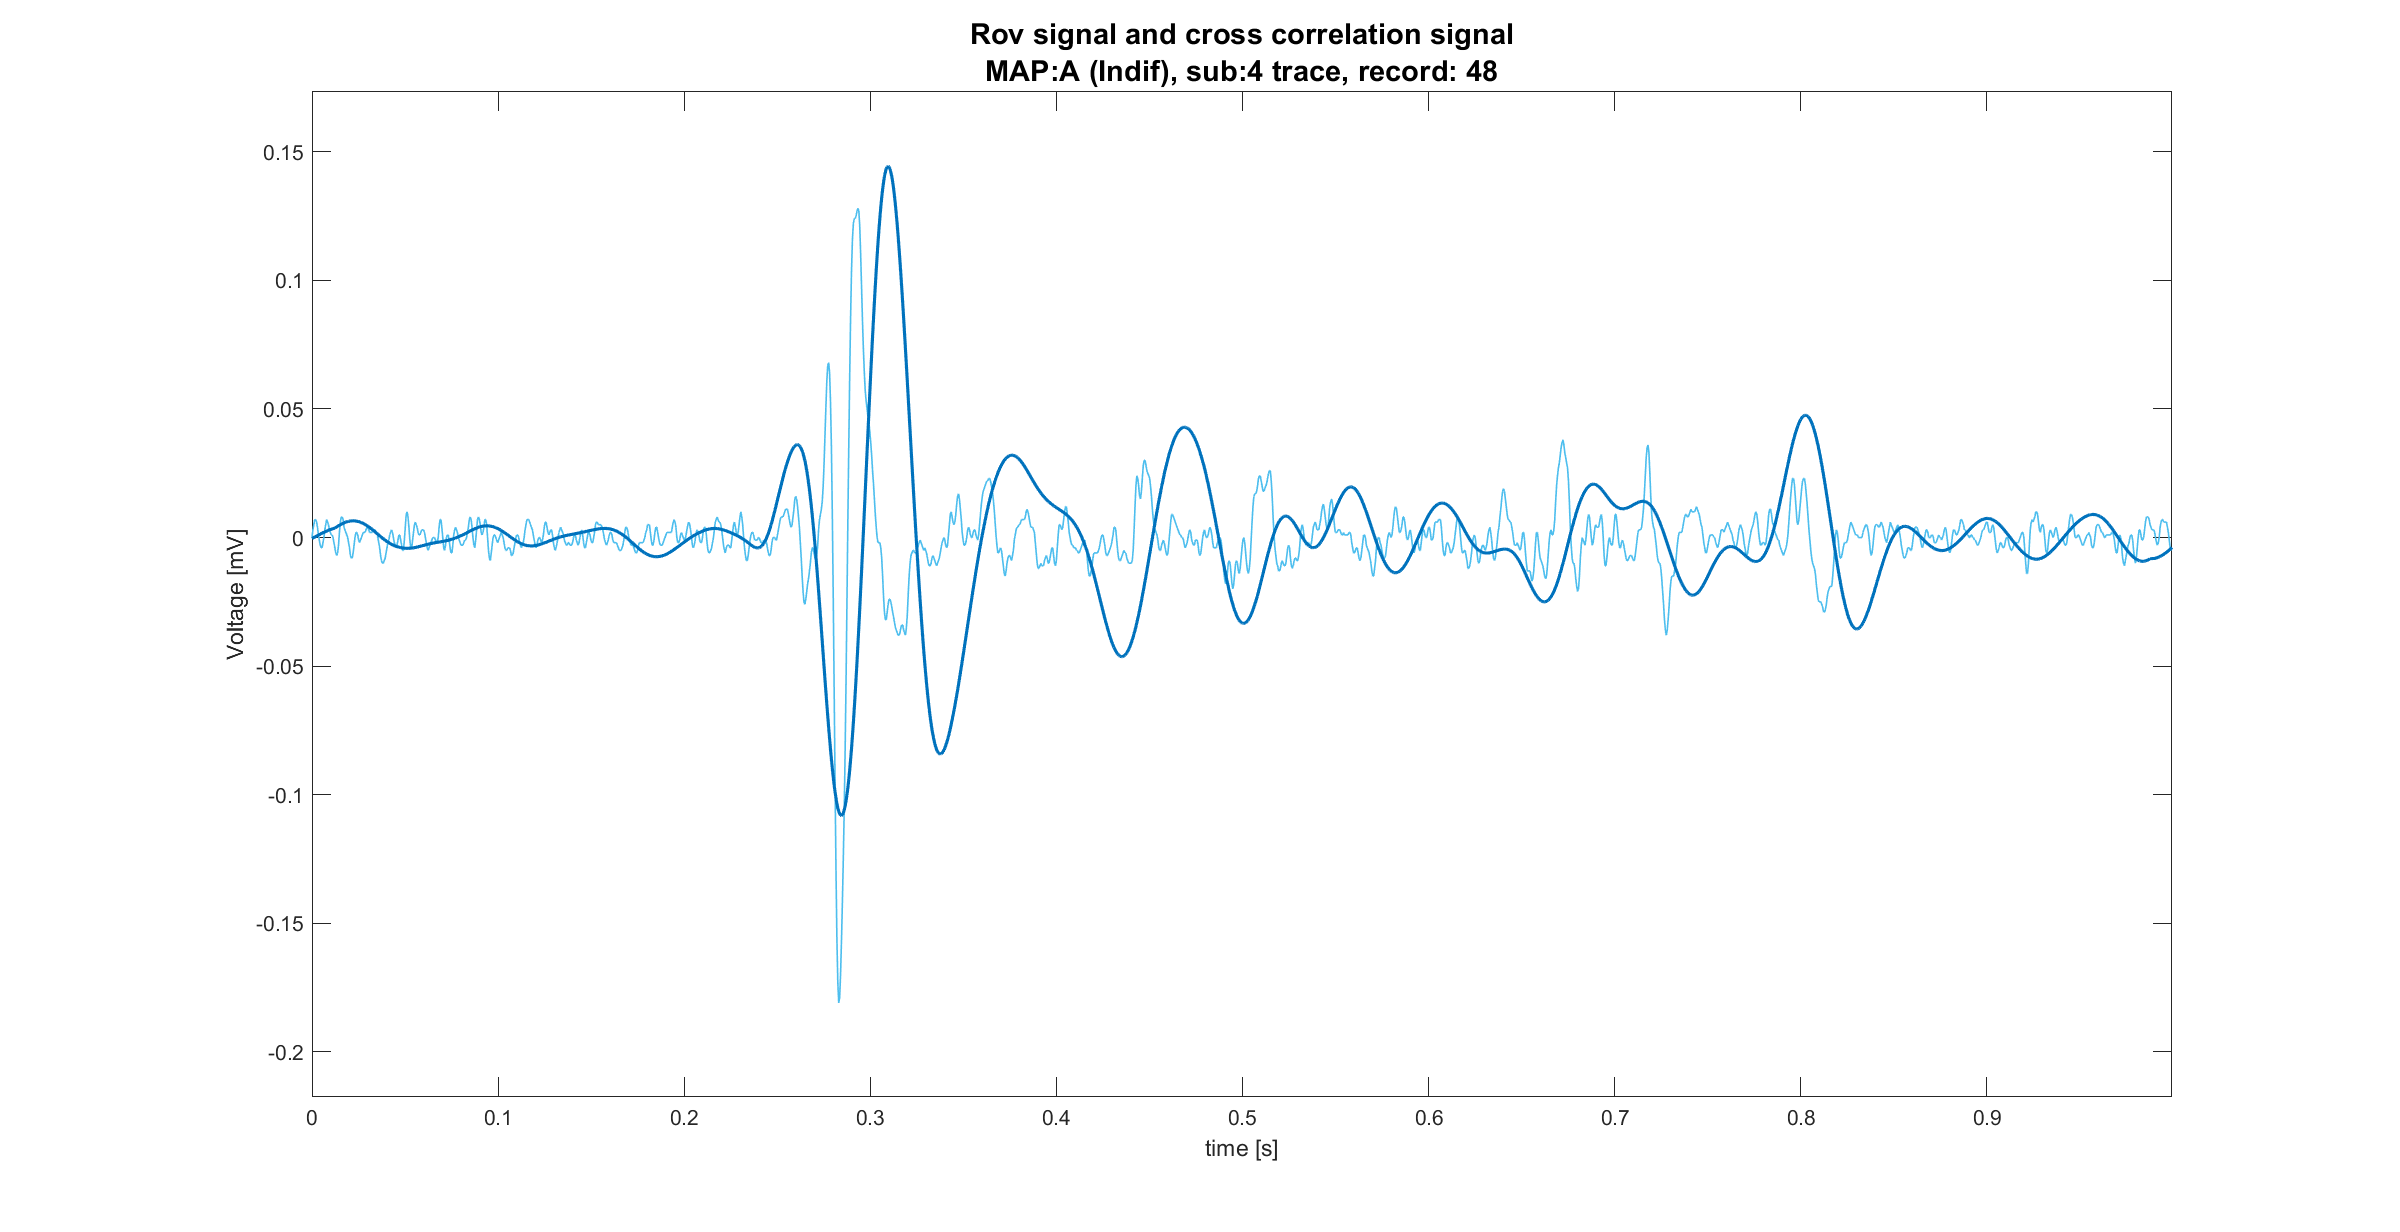 Rov signal and cross correlation signal
MAP:A (Indif), sub:4 trace, record: 48
0.15
0.1
0.05
0
-0.05
-0.1
-0.15
-0.2
Voltage [mV]
0 0.1 0.2 0.3 0.4 0.5 0.6 0.7 0.8 0.9
time [s]